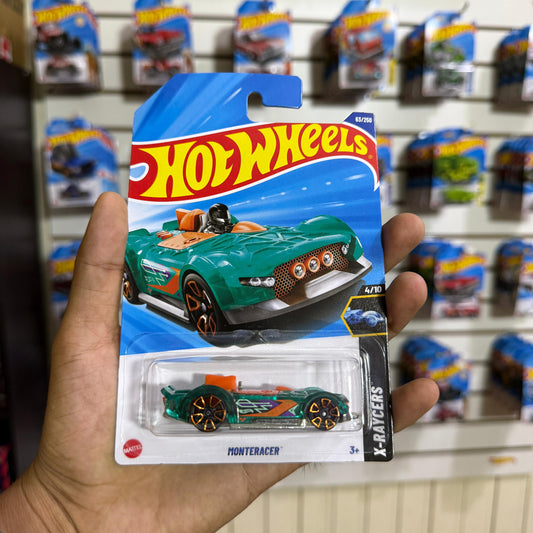 63/250
HOT WHEELS
4/10
X-RAYCERS
MATTEL
MONTERACER
3+